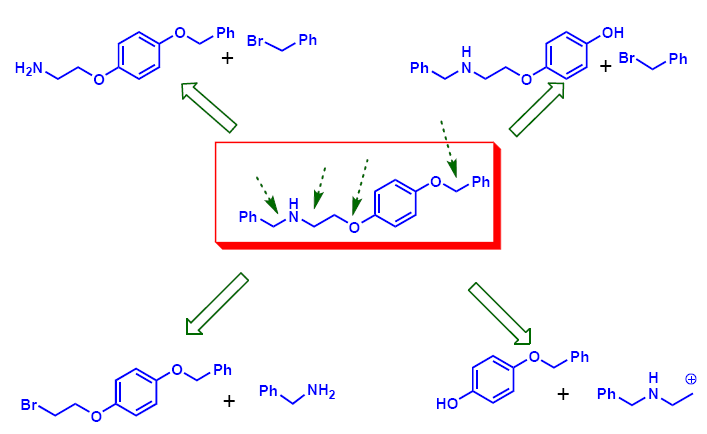 H₂N O O Ph + Br Ph
Ph H N O OH + Br Ph
Ph H N O O Ph
Br O O Ph + Ph NH₂
HO O Ph + Ph H N ⊕